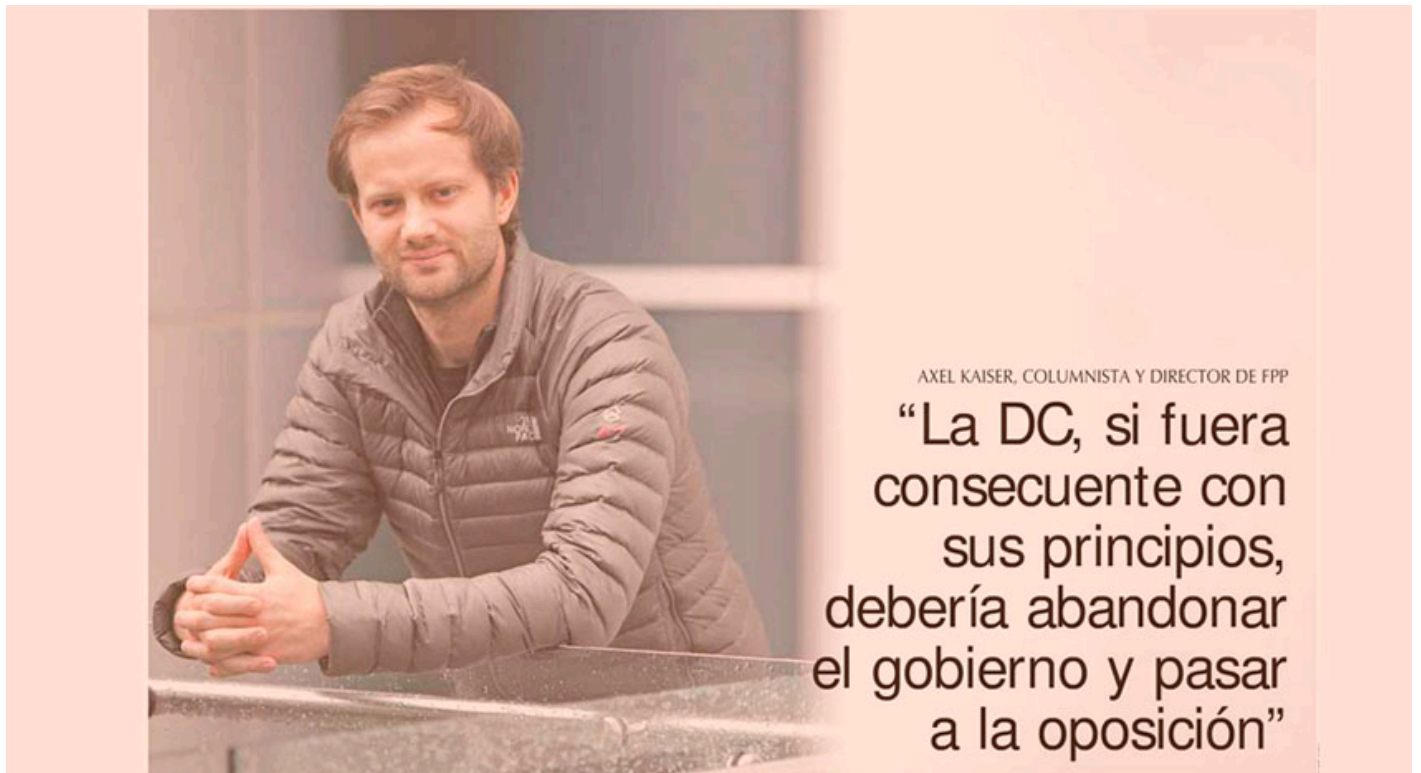 AXEL KAISER, COLUMNISTA Y DIRECTOR DE FPP
“La DC, si fuera
consecuente con
sus principios,
debería abandonar
el gobierno y pasar
a la oposición”